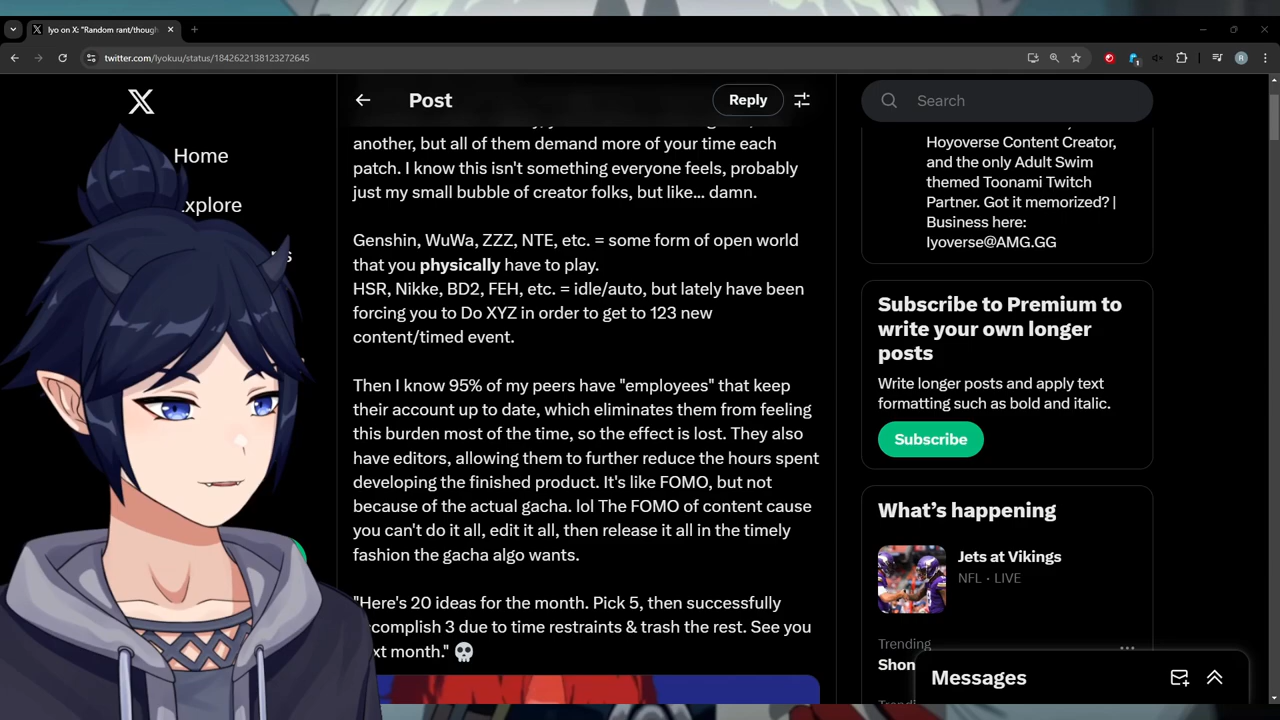 Iyo on X: "Random rant/though
twitter.com/Iyokuu/status/1842622138123272645
Post
Reply
Search
Home
another, but all of them demand more of your time each
patch. I know this isn't something everyone feels, probably
just my small bubble of creator folks, but like... damn.
Genshin, WuWa, ZZZ, NTE, etc. = some form of open world
that you physically have to play.
HSR, Nikke, BD2, FEH, etc. = idle/auto, but lately have been
forcing you to Do XYZ in order to get to 123 new
content/timed event.
Then I know 95% of my peers have "employees" that keep
their account up to date, which eliminates them from feeling
this burden most of the time, so the effect is lost. They also
have editors, allowing them to further reduce the hours spent
developing the finished product. It's like FOMO, but not
because of the actual gacha. lol The FOMO of content cause
you can't do it all, edit it all, then release it all in the timely
fashion the gacha algo wants.
"Here's 20 ideas for the month. Pick 5, then successfully
ccomplish 3 due to time restraints & trash the rest. See you
xt month." 💀
Hoyoverse Content Creator,
and the only Adult Swim
themed Toonami Twitch
Partner. Got it memorized? |
Business here:
Iyoverse@AMG.GG
Subscribe to Premium to
write your own longer
posts
Write longer posts and apply text
formatting such as bold and italic.
Subscribe
What's happening
Jets at Vikings
NFL · LIVE
Trending
Shon
Messages